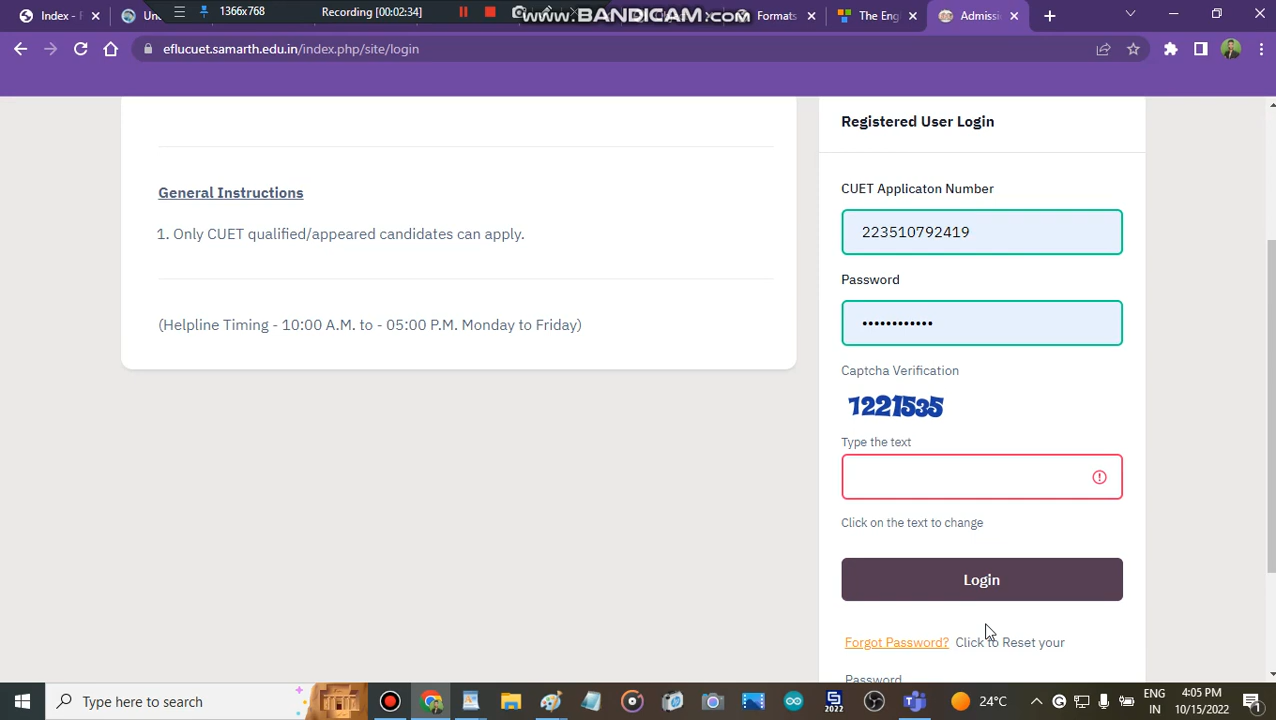 Index - F
Un
1366x768
Recording [00:02:34]
www.BANDICAM.com
Formats
The Eng
Admissi
eflucuet.samarth.edu.in/index.php/site/login
General Instructions
1. Only CUET qualified/appeared candidates can apply.
(Helpline Timing - 10:00 A.M. to - 05:00 P.M. Monday to Friday)
Registered User Login
CUET Applicaton Number
223510792419
Password
••••••••••••
Captcha Verification
1221535
Type the text
Click on the text to change
Login
Forgot Password? Click to Reset your
Password
Type here to search
2022
24°C
ENG
IN
4:05 PM
10/15/2022
1